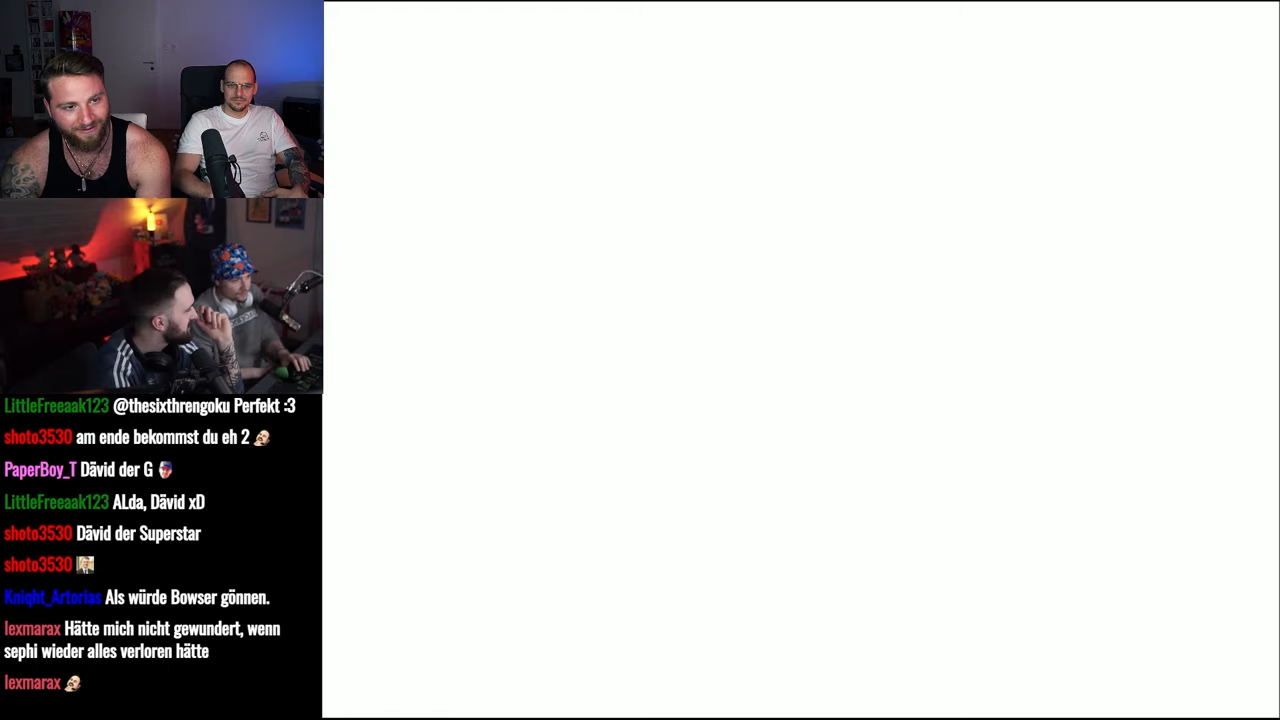 LittleFreeaak123 @thesixthrengoku Perfekt :3
shoto3530 am ende bekommst du eh 2
PaperBoy_T Dävid der G
LittleFreeaak123 ALda, Dävid xD
shoto3530 Dävid der Superstar
shoto3530
Knight_Artorias Als würde Bowser gönnen.
lexmarax Hätte mich nicht gewundert, wenn
sephi wieder alles verloren hätte
lexmarax